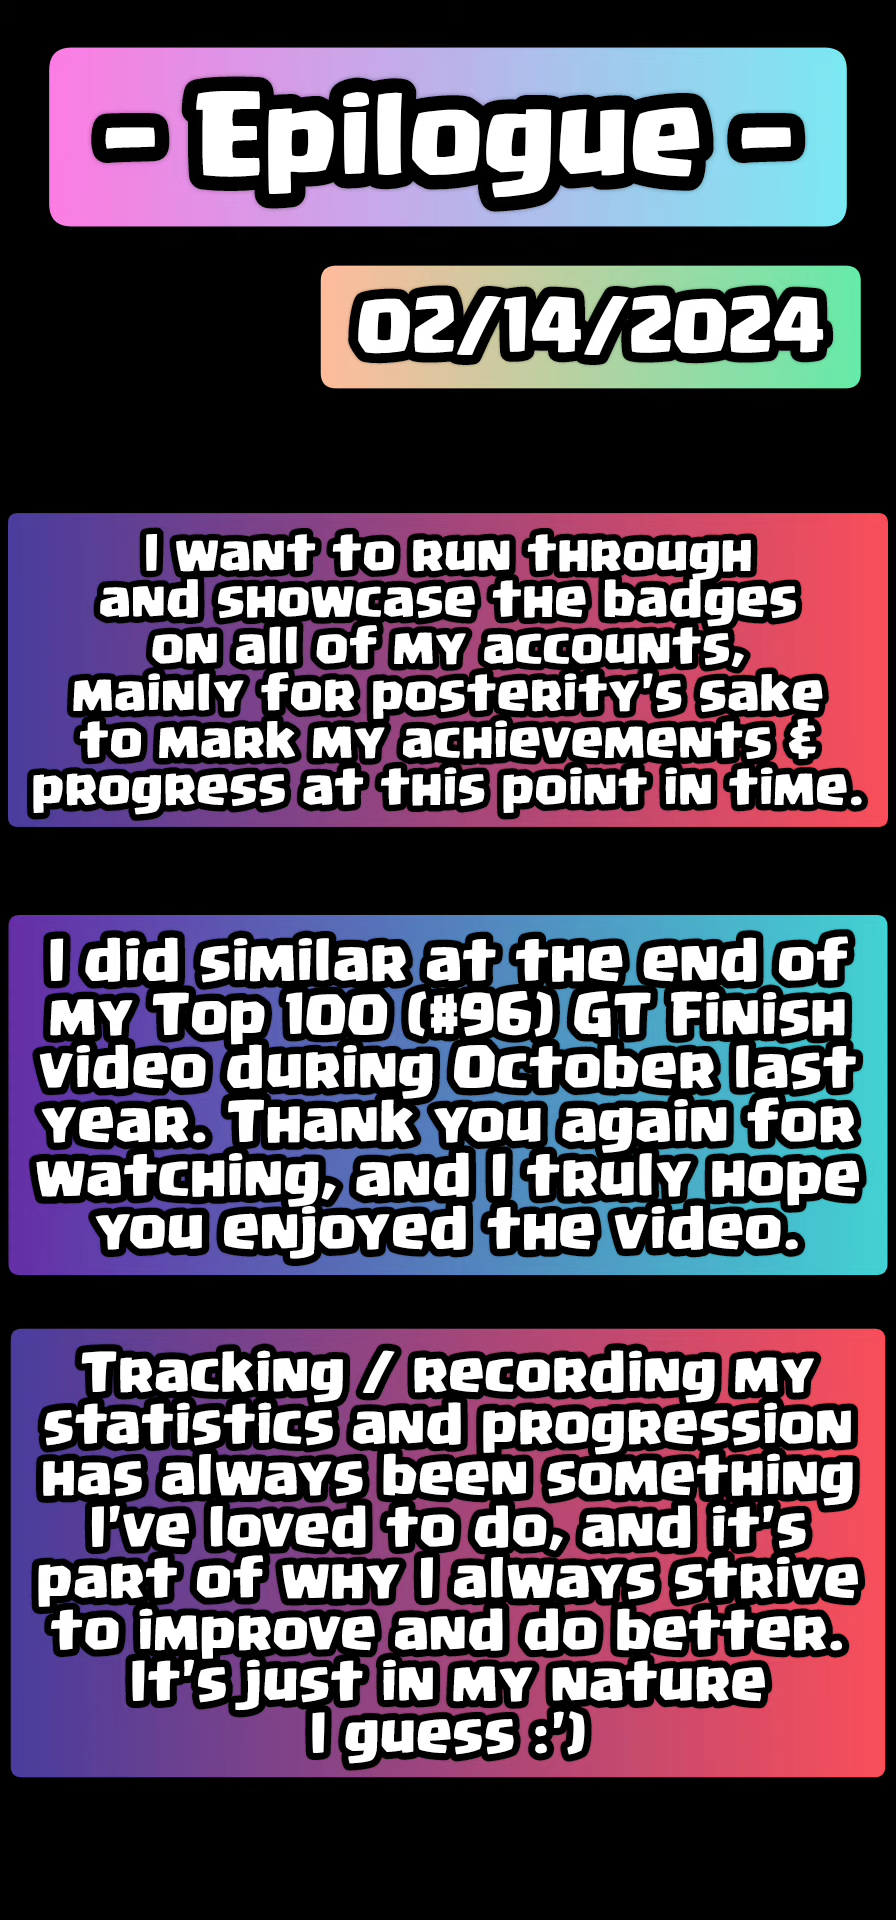 - Epilogue -
02/14/2024
I want to run through
and showcase the badges
on all of my accounts,
mainly for posterity's sake
to mark my achievements &
progress at this point in time.
I did similar at the end of
my Top 100 (#96) GT Finish
video during October last
year. Thank you again for
watching, and I truly hope
you enjoyed the video.
Tracking / recording my
statistics and progression
has always been something
I've loved to do, and it's
part of why I always strive
to improve and do better.
It's just in my nature
I guess :')